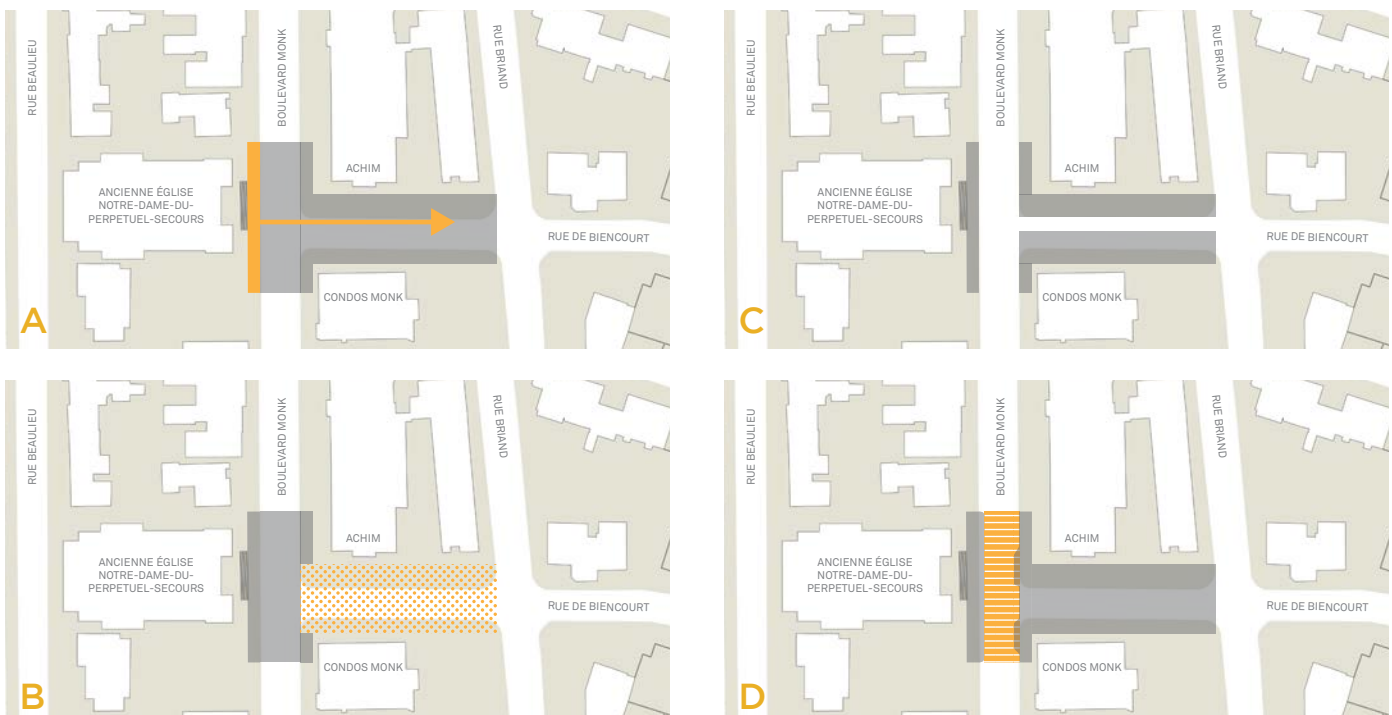 RUE BEAULIEU
BOULEVARD MONK
RUE BRIAND
ACHIM
ANCIENNE ÉGLISE
NOTRE-DAME-DU-
PERPETUEL-SECOURS
RUE DE BIENCOURT
CONDOS MONK
A
RUE BEAULIEU
BOULEVARD MONK
RUE BRIAND
ACHIM
ANCIENNE ÉGLISE
NOTRE-DAME-DU-
PERPETUEL-SECOURS
RUE DE BIENCOURT
CONDOS MONK
C
RUE BEAULIEU
BOULEVARD MONK
RUE BRIAND
ACHIM
ANCIENNE ÉGLISE
NOTRE-DAME-DU-
PERPETUEL-SECOURS
RUE DE BIENCOURT
CONDOS MONK
B
RUE BEAULIEU
BOULEVARD MONK
RUE BRIAND
ACHIM
ANCIENNE ÉGLISE
NOTRE-DAME-DU-
PERPETUEL-SECOURS
RUE DE BIENCOURT
CONDOS MONK
D